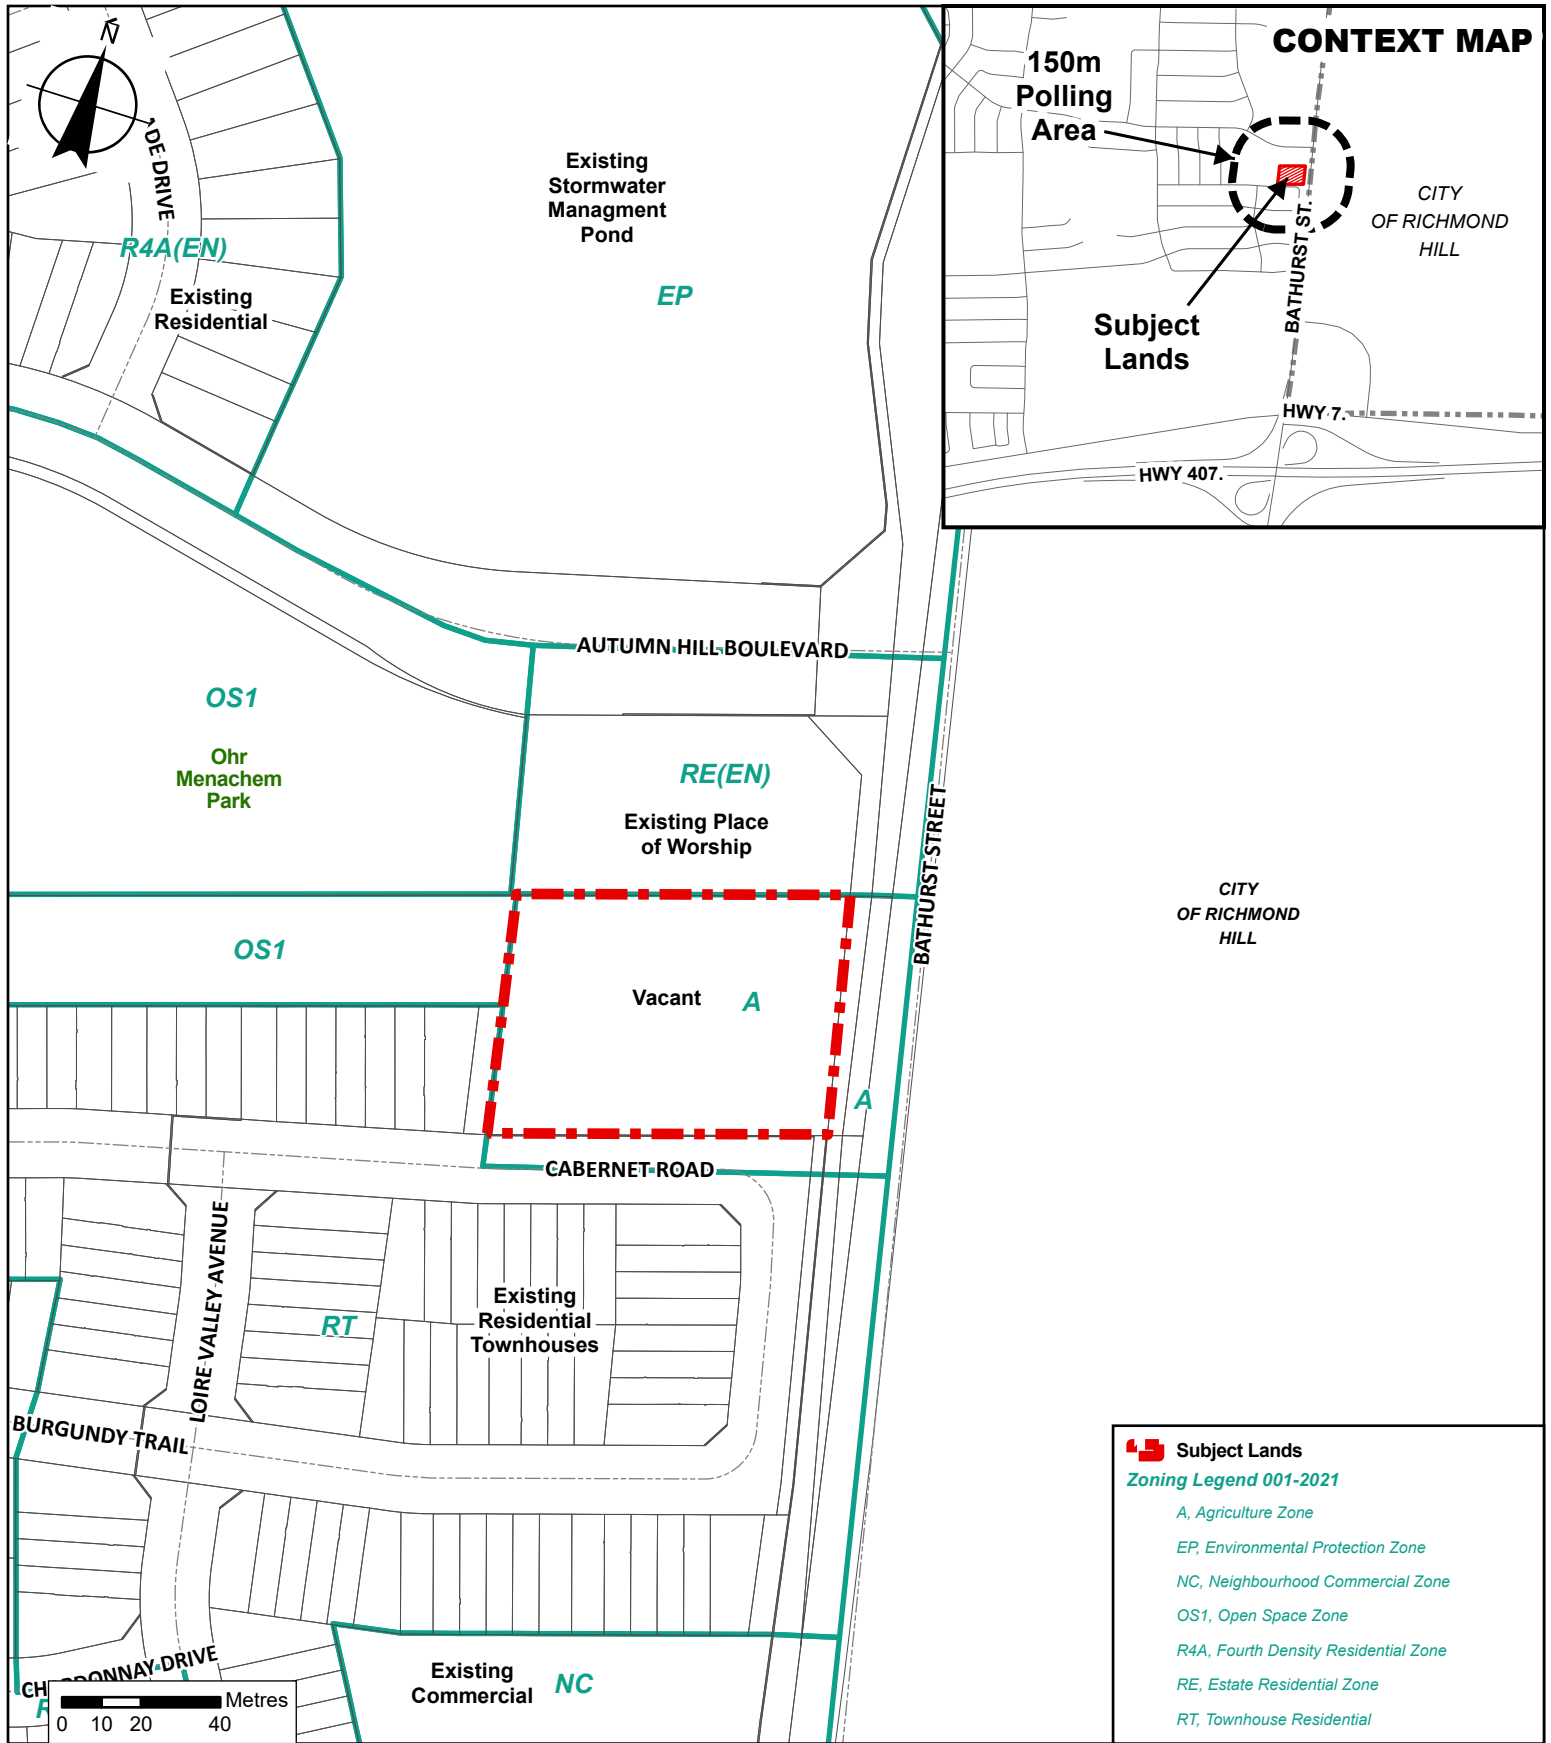 N
ADE DRIVE
R4A(EN)
Existing
Residential
Existing
Stormwater
Managment
Pond
EP
CONTEXT MAP
150m
Polling
Area
CITY
OF RICHMOND
HILL
BATHURST ST.
Subject
Lands
HWY 7.
HWY 407.
AUTUMN HILL BOULEVARD
OS1
Ohr
Menachem
Park
RE(EN)
Existing Place
of Worship
BATHURST STREET
CITY
OF RICHMOND
HILL
OS1
Vacant
A
A
CABERNET ROAD
LOIRE VALLEY AVENUE
RT
Existing
Residential
Townhouses
BURGUNDY TRAIL
DONNAY DRIVE
Existing
Commercial
NC
Metres
0 10 20 40
Subject Lands
Zoning Legend 001-2021
A, Agriculture Zone
EP, Environmental Protection Zone
NC, Neighbourhood Commercial Zone
OS1, Open Space Zone
R4A, Fourth Density Residential Zone
RE, Estate Residential Zone
RT, Townhouse Residential